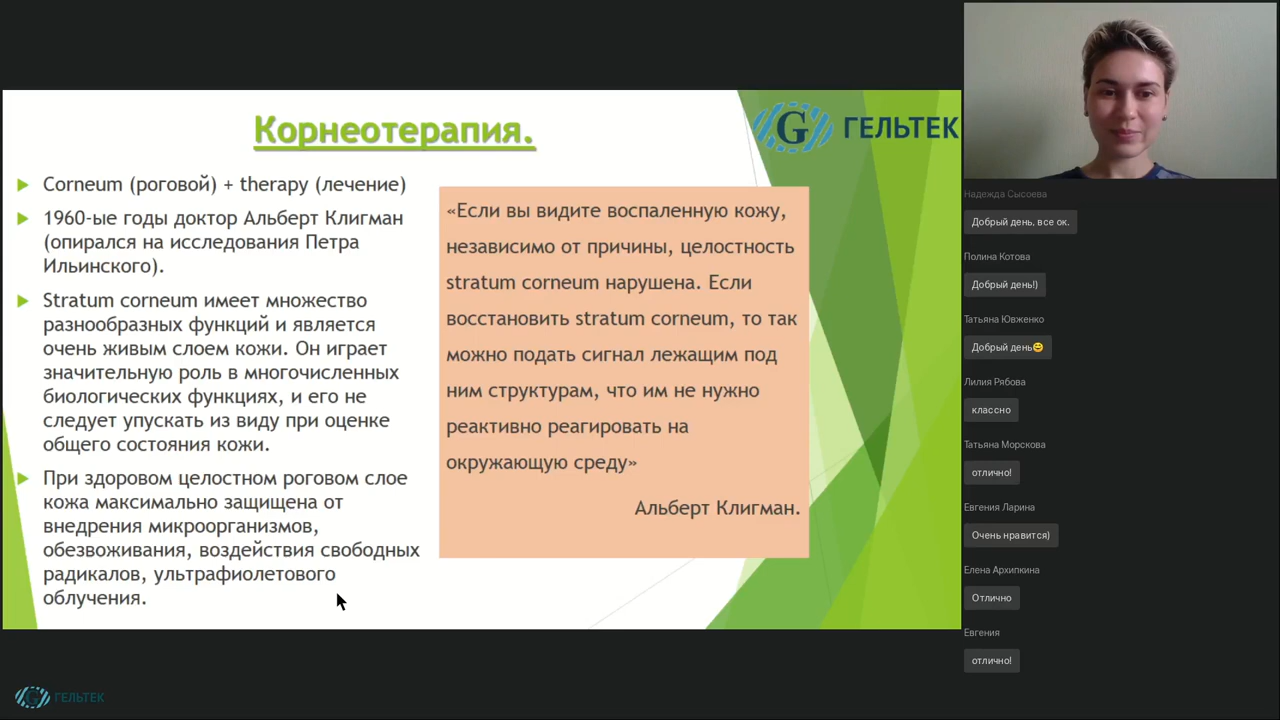 Корнеотерапия.
G ГЕЛЬТЕК
Corneum (роговой) + therapy (лечение)
1960-ые годы доктор Альберт Клигман
(опирался на исследования Петра
Ильинского).
Stratum corneum имеет множество
разнообразных функций и является
очень живым слоем кожи. Он играет
значительную роль в многочисленных
биологических функциях, и его не
следует упускать из виду при оценке
общего состояния кожи.
При здоровом целостном роговом слое
кожа максимально защищена от
внедрения микроорганизмов,
обезвоживания, воздействия свободных
радикалов, ультрафиолетового
облучения.
«Если вы видите воспаленную кожу,
независимо от причины, целостность
stratum corneum нарушена. Если
восстановить stratum corneum, то так
можно подать сигнал лежащим под
ним структурам, что им не нужно
реактивно реагировать на
окружающую среду»
Альберт Клигман.
Надежда Сысоева
Добрый день, все ок.
Полина Котова
Добрый день!)
Татьяна Ювженко
Добрый день😊
Лилия Рябова
классно
Татьяна Морскова
отлично!
Евгения Ларина
Очень нравится)
Елена Архипкина
Отлично
Евгения
отлично!
G ГЕЛЬТЕК